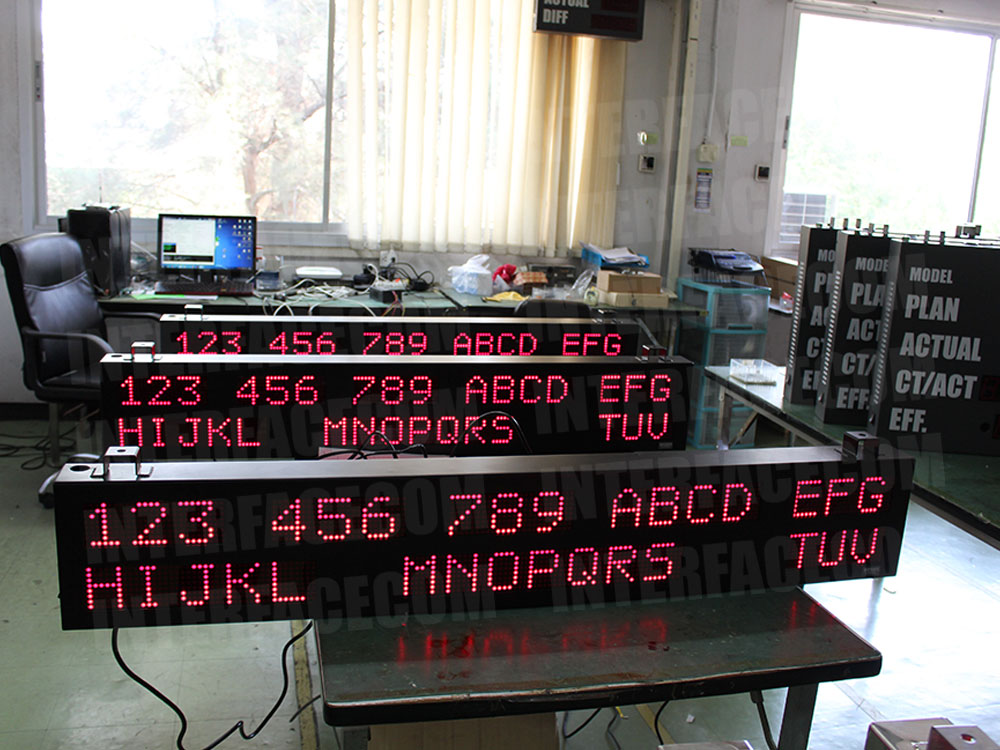 ACTUAL
DIFF
123 456 789 ABCD EFG
123 456 789 ABCD EFG
HIJKL MNOPQRS TUV
123 456 789 ABCD EFG
HIJKL MNOPQRS TUV
MODEL
PLAN
ACTUAL
CT/ACT
EFF.
INTERFACECOM